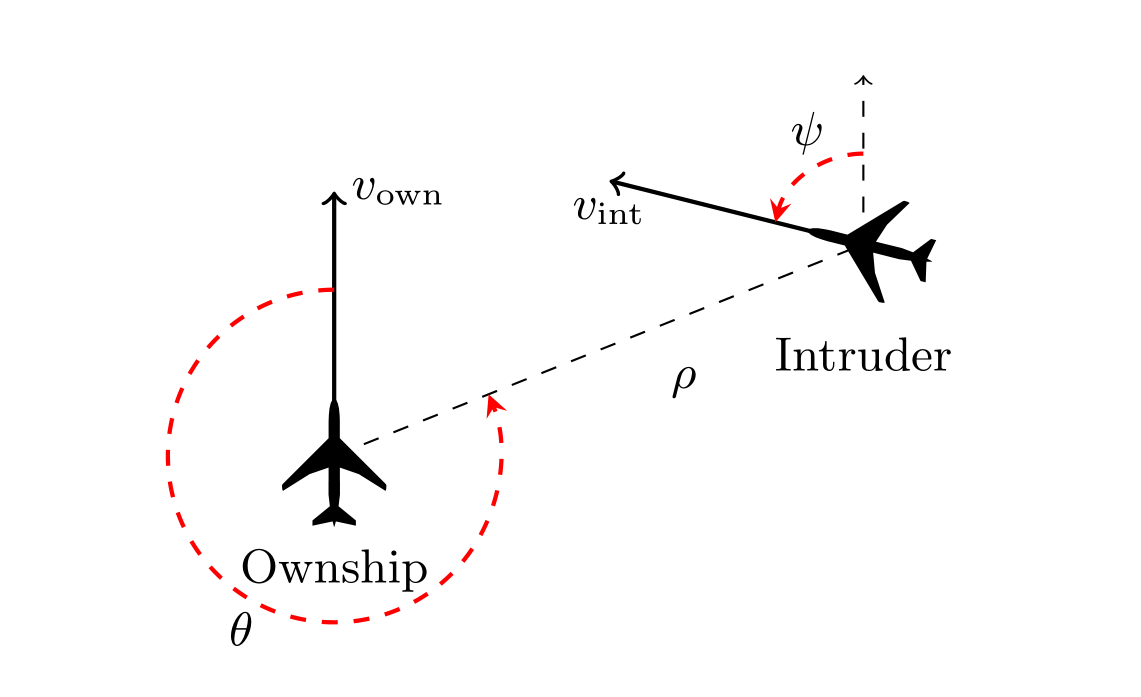 ψ
v_own
v_int
Intruder
ρ
Ownship
θ